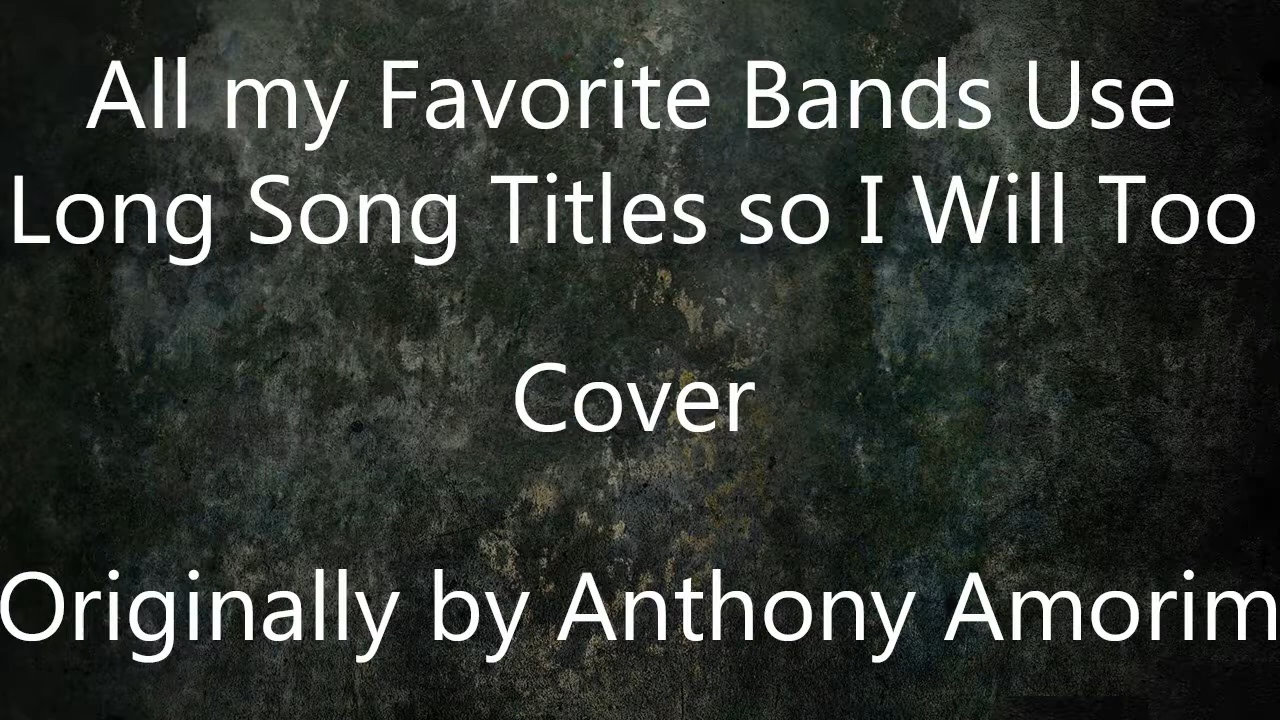 All my Favorite Bands Use
Long Song Titles so I Will Too
Cover
Originally by Anthony Amorim